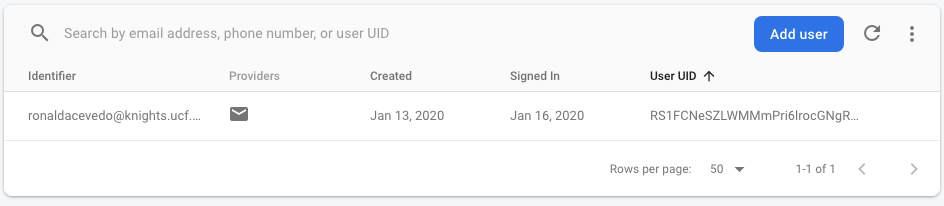 Search by email address, phone number, or user UID Add user
Identifier Providers Created Signed In User UID
ronaldacevedo@knights.ucf.... Jan 13, 2020 Jan 16, 2020 RS1FCNeSZLWMMmPri6lrocGNgR...
Rows per page: 50 1-1 of 1